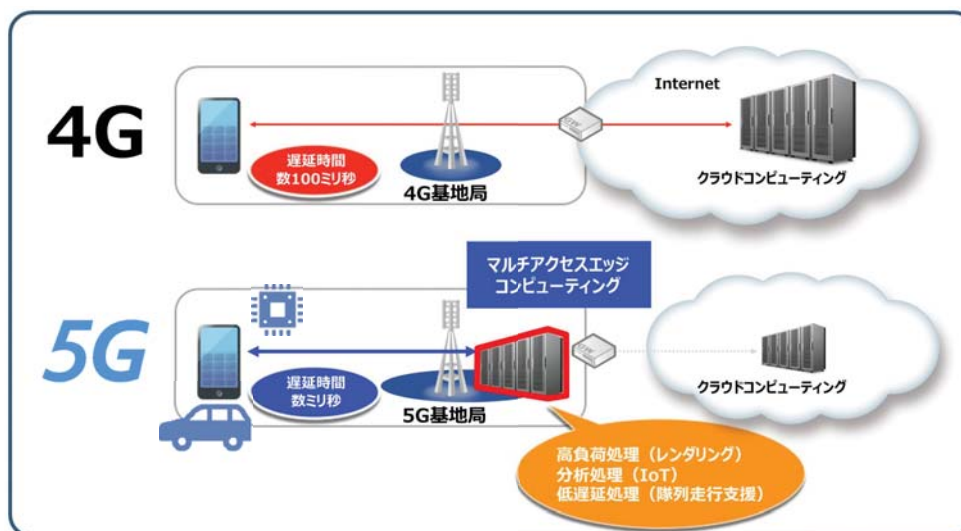 4G
Internet
遅延時間
数100ミリ秒
4G基地局
GW
クラウドコンピューティング
マルチアクセスエッジ
コンピューティング
5G
遅延時間
数ミリ秒
5G基地局
GW
クラウドコンピューティング
高負荷処理（レンダリング）
分析処理（IoT）
低遅延処理（隊列走行支援）